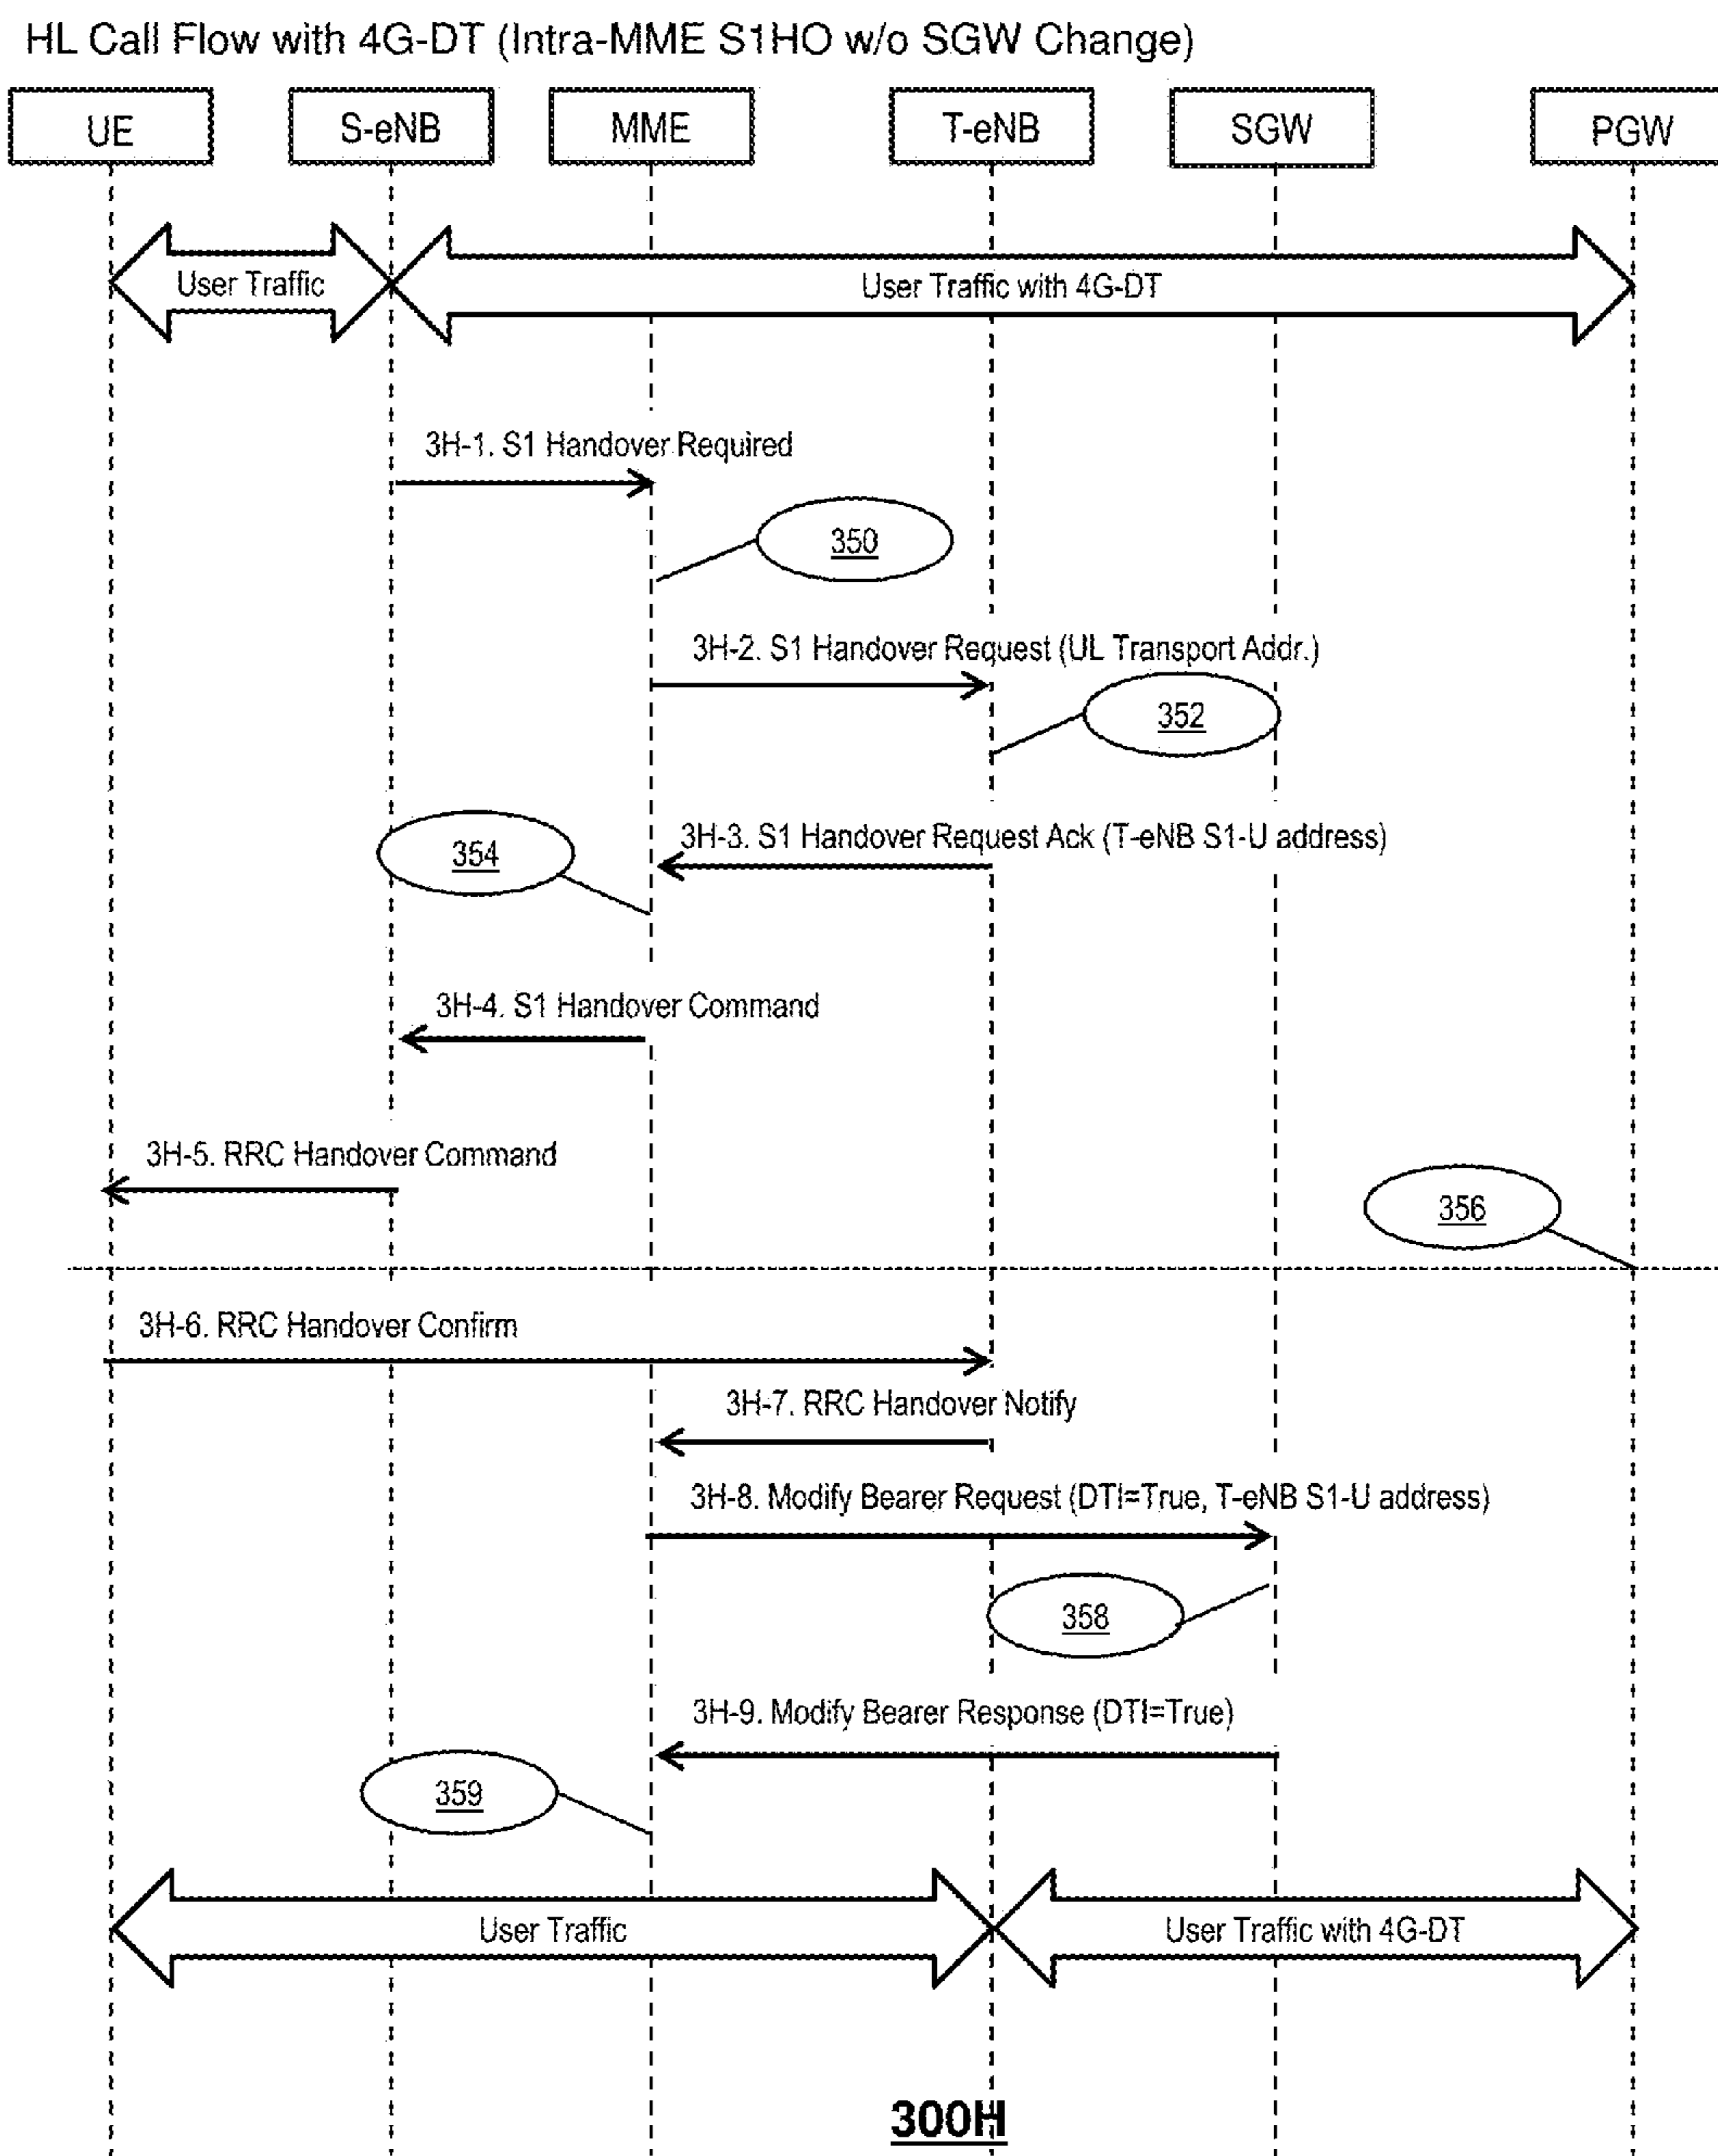 HL Call Flow with 4G-DT (Intra-MME S1HO w/o SGW Change)
UE
S-eNB
MME
T-eNB
SGW
PGW
User Traffic
User Traffic with 4G-DT
3H-1. S1 Handover Required
350
3H-2. S1 Handover Request (UL Transport Addr.)
352
3H-3. S1 Handover Request Ack (T-eNB S1-U address)
354
3H-4. S1 Handover Command
3H-5. RRC Handover Command
356
3H-6. RRC Handover Confirm
3H-7. RRC Handover Notify
3H-8. Modify Bearer Request (DTI=True, T-eNB S1-U address)
358
3H-9. Modify Bearer Response (DTI=True)
359
User Traffic
User Traffic with 4G-DT
300H